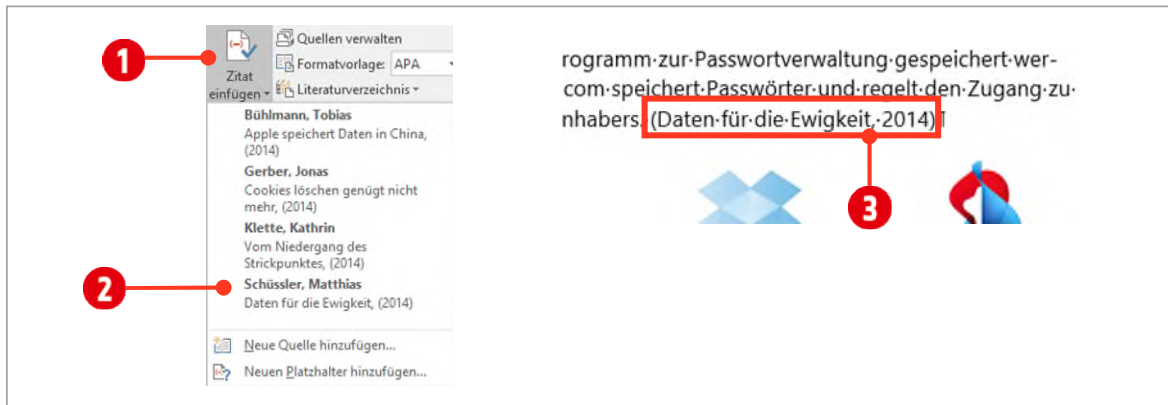 1
Zitat
einfügen
Quellen verwalten
Formatvorlage: APA
Literaturverzeichnis
Bühlmann, Tobias
Apple speichert Daten in China,
(2014)
Gerber, Jonas
Cookies löschen genügt nicht
mehr, (2014)
Klette, Kathrin
Vom Niedergang des
Strickpunktes, (2014)
2
Schüssler, Matthias
Daten für die Ewigkeit, (2014)
Neue Quelle hinzufügen...
Neuen Platzhalter hinzufügen...
rogramm·zur·Passwortverwaltung·gespeichert·wer-
com·speichert·Passwörter·und·regelt·den·Zugang·zu·
nhabers.·(Daten·für·die·Ewigkeit,·2014)¶
3